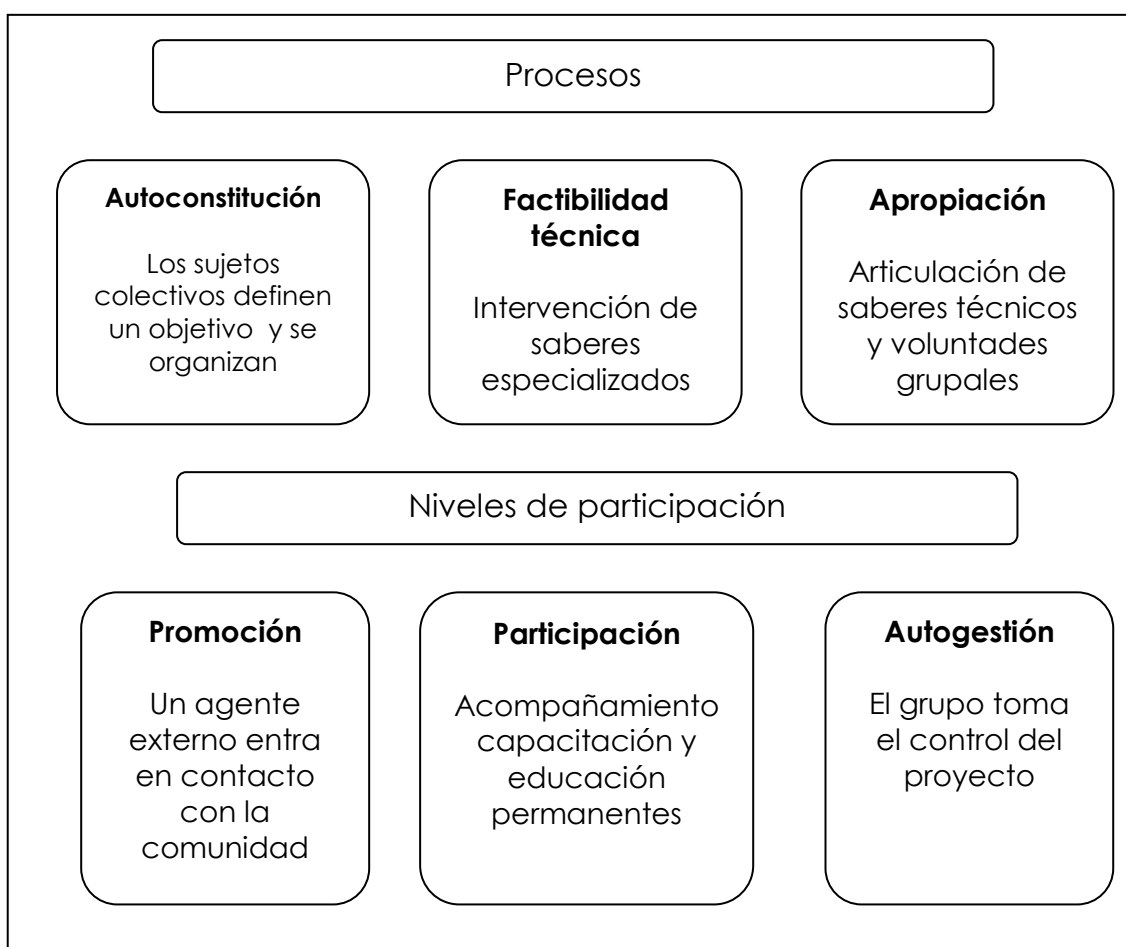 Procesos
Autoconstitución
Los sujetos
colectivos definen
un objetivo  y se
organizan
Factibilidad
técnica
Intervención de
saberes
especializados
Apropiación
Articulación de
saberes técnicos
y voluntades
grupales
Niveles de participación
Promoción
Un agente
externo entra
en contacto
con la
comunidad
Participación
Acompañamiento
capacitación y
educación
permanentes
Autogestión
El grupo toma
el control del
proyecto